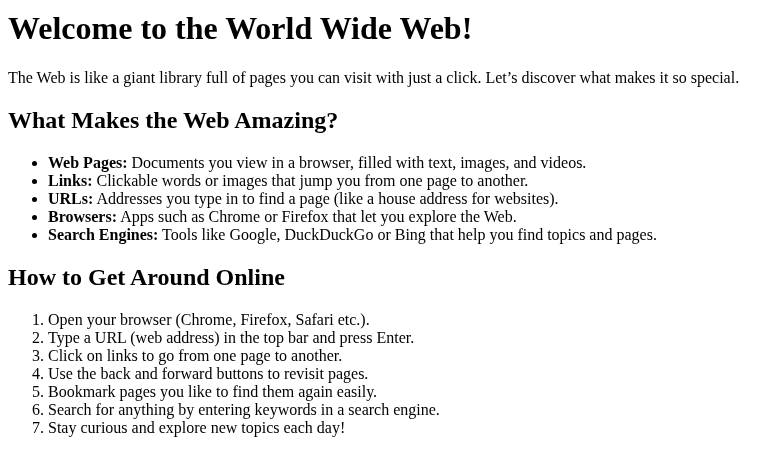 Welcome to the World Wide Web!
The Web is like a giant library full of pages you can visit with just a click. Let’s discover what makes it so special.
What Makes the Web Amazing?
• Web Pages: Documents you view in a browser, filled with text, images, and videos.
• Links: Clickable words or images that jump you from one page to another.
• URLs: Addresses you type in to find a page (like a house address for websites).
• Browsers: Apps such as Chrome or Firefox that let you explore the Web.
• Search Engines: Tools like Google, DuckDuckGo or Bing that help you find topics and pages.
How to Get Around Online
1. Open your browser (Chrome, Firefox, Safari etc.).
2. Type a URL (web address) in the top bar and press Enter.
3. Click on links to go from one page to another.
4. Use the back and forward buttons to revisit pages.
5. Bookmark pages you like to find them again easily.
6. Search for anything by entering keywords in a search engine.
7. Stay curious and explore new topics each day!